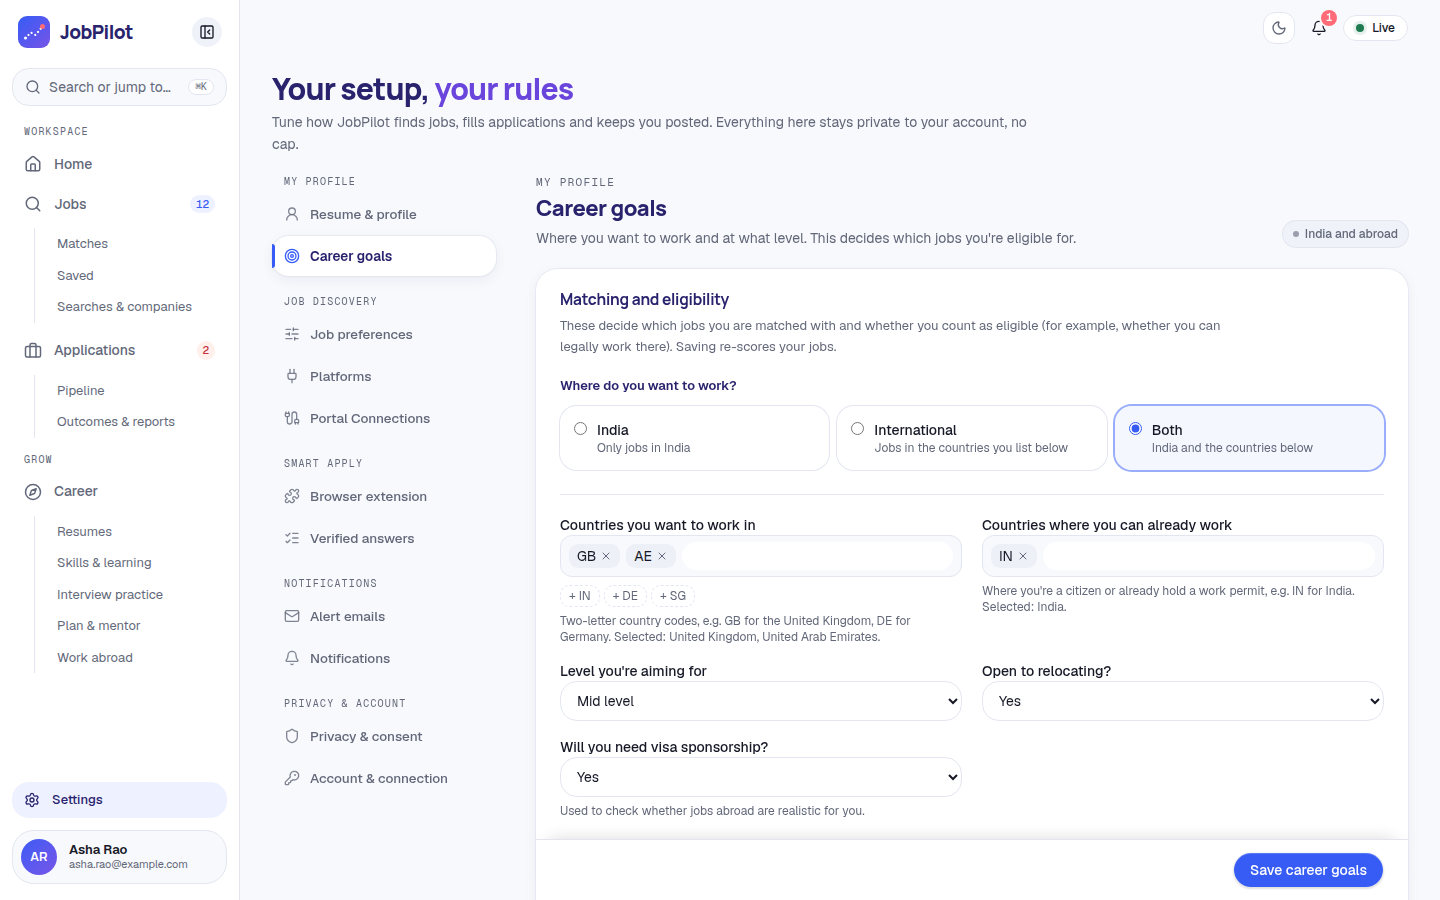 JobPilot
Search or jump to... ⌘K
WORKSPACE
Home
Jobs 12
Matches
Saved
Searches & companies
Applications 2
Pipeline
Outcomes & reports
GROW
Career
Resumes
Skills & learning
Interview practice
Plan & mentor
Work abroad
Settings
AR
Asha Rao
asha.rao@example.com
1
Live
Your setup, your rules
Tune how JobPilot finds jobs, fills applications and keeps you posted. Everything here stays private to your account, no
cap.
MY PROFILE
Resume & profile
Career goals
JOB DISCOVERY
Job preferences
Platforms
Portal Connections
SMART APPLY
Browser extension
Verified answers
NOTIFICATIONS
Alert emails
Notifications
PRIVACY & ACCOUNT
Privacy & consent
Account & connection
MY PROFILE
Career goals
Where you want to work and at what level. This decides which jobs you're eligible for.
India and abroad
Matching and eligibility
These decide which jobs you are matched with and whether you count as eligible (for example, whether you can
legally work there). Saving re-scores your jobs.
Where do you want to work?
India
Only jobs in India
International
Jobs in the countries you list below
Both
India and the countries below
Countries you want to work in
GB × AE ×
+ IN + DE + SG
Two-letter country codes, e.g. GB for the United Kingdom, DE for
Germany. Selected: United Kingdom, United Arab Emirates.
Countries where you can already work
IN ×
Where you're a citizen or already hold a work permit, e.g. IN for India.
Selected: India.
Level you're aiming for
Mid level
Open to relocating?
Yes
Will you need visa sponsorship?
Yes
Used to check whether jobs abroad are realistic for you.
Save career goals